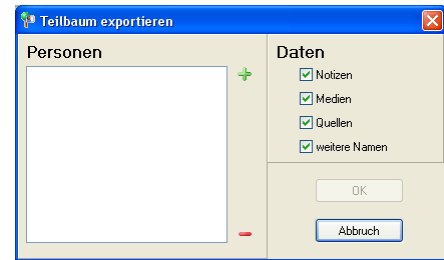 Teilbaum exportieren
Personen
Daten
Notizen
Medien
Quellen
weitere Namen
OK
Abbruch